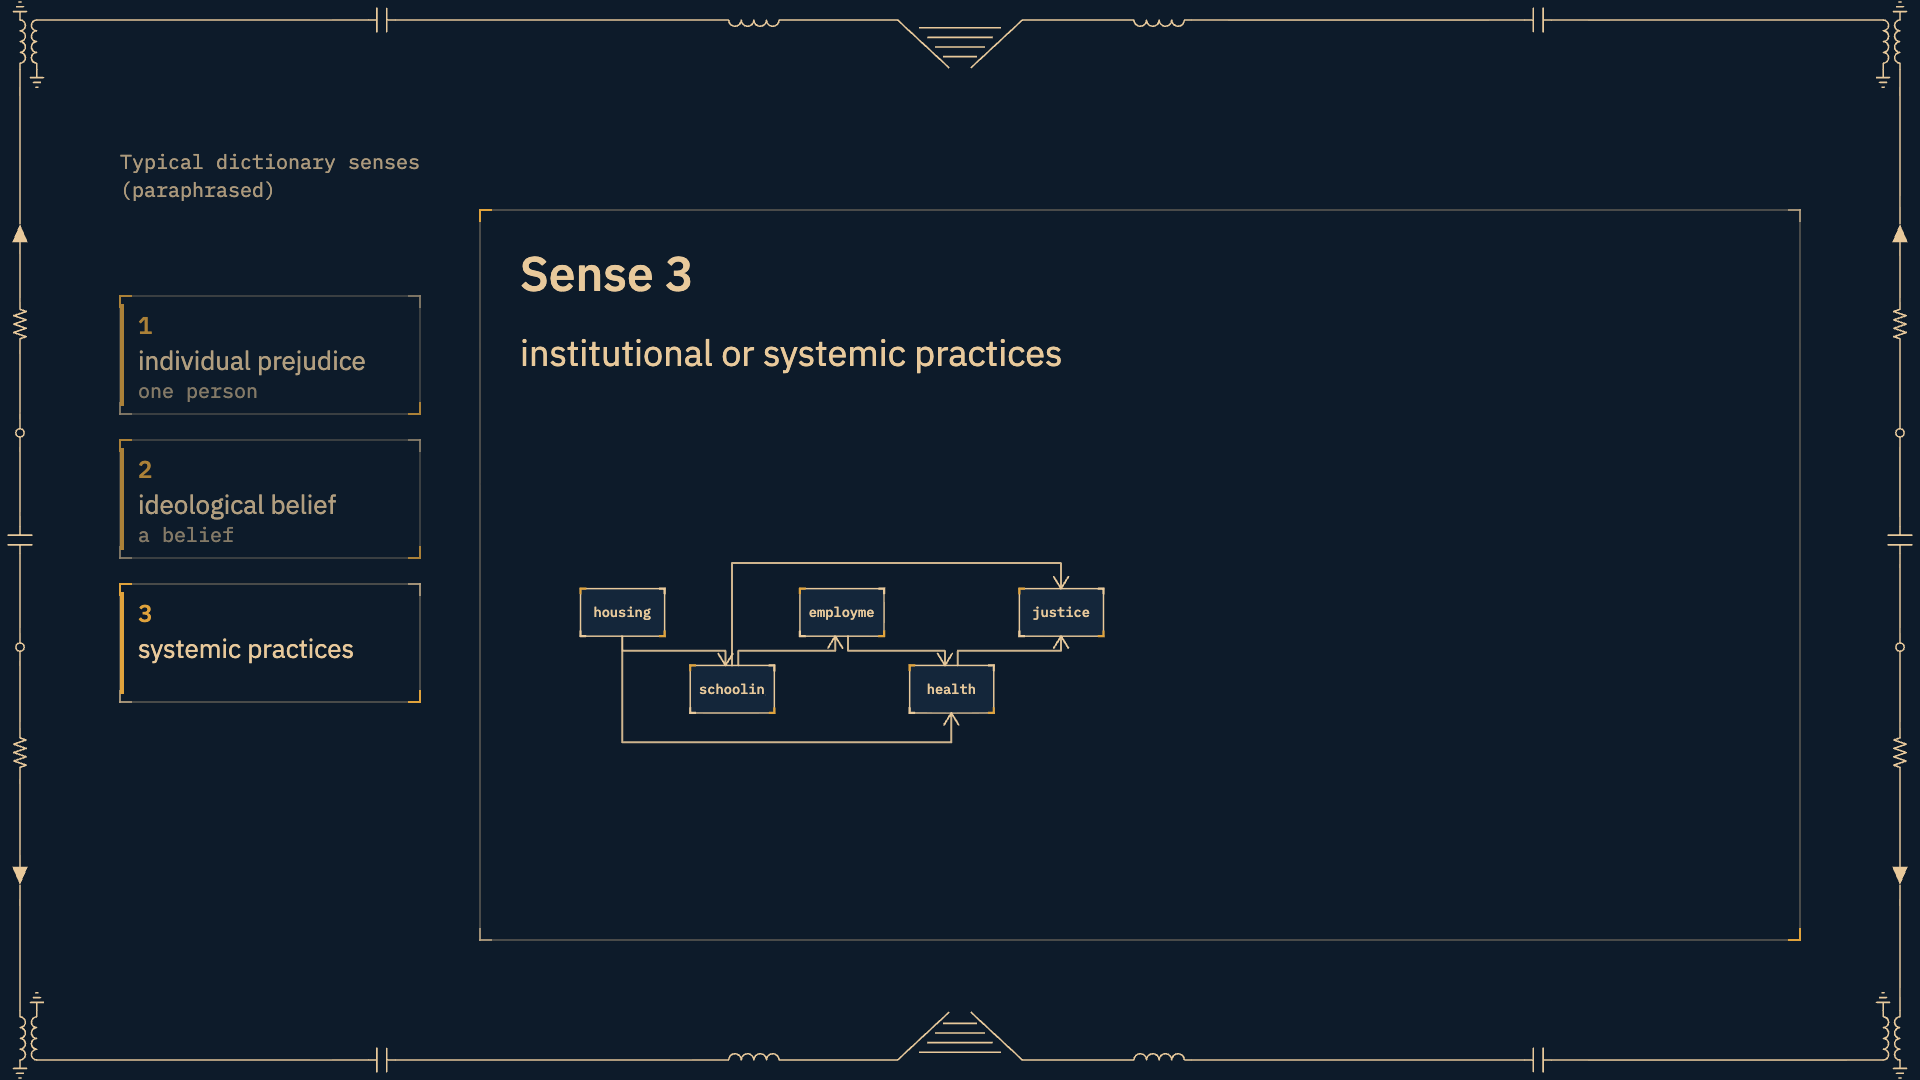 Typical dictionary senses
(paraphrased)
1
individual prejudice
one person
2
ideological belief
a belief
3
systemic practices
Sense 3
institutional or systemic practices
housing
employme
justice
schoolin
health